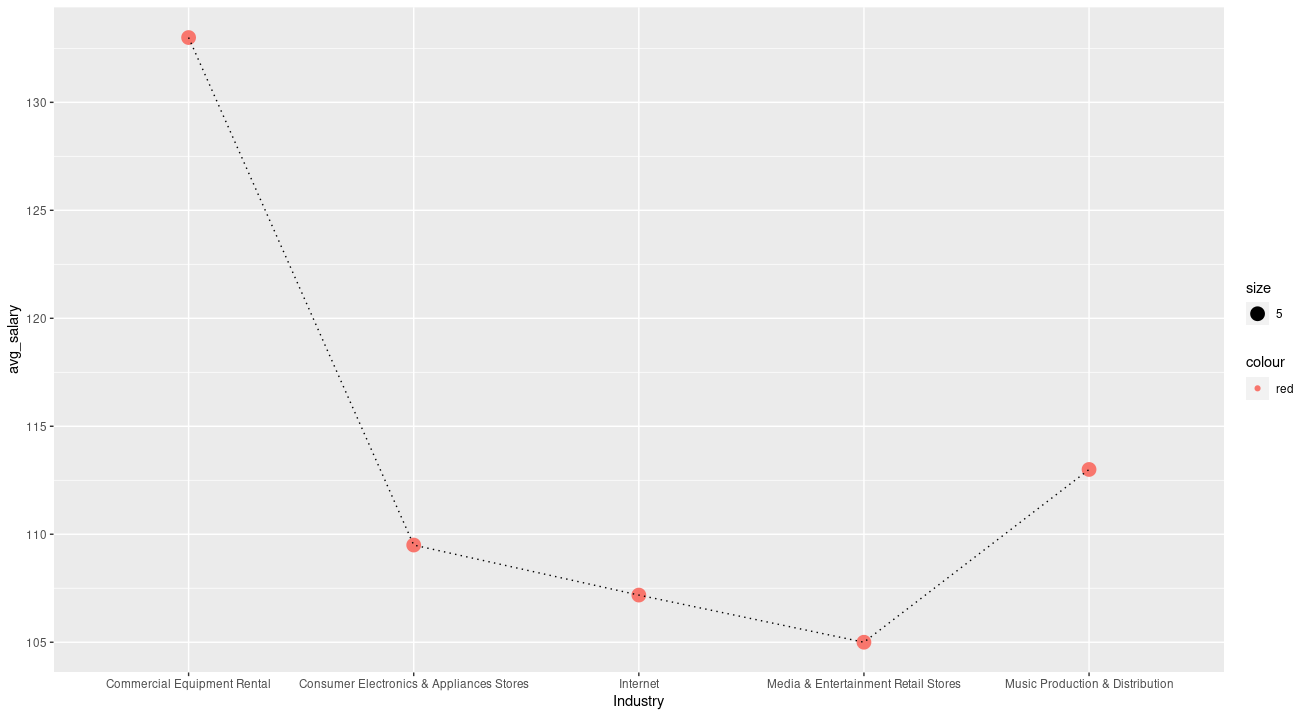 130
125
120
115
110
105
avg_salary
Commercial Equipment Rental
Consumer Electronics & Appliances Stores
Internet
Media & Entertainment Retail Stores
Music Production & Distribution
Industry
size
5
colour
red